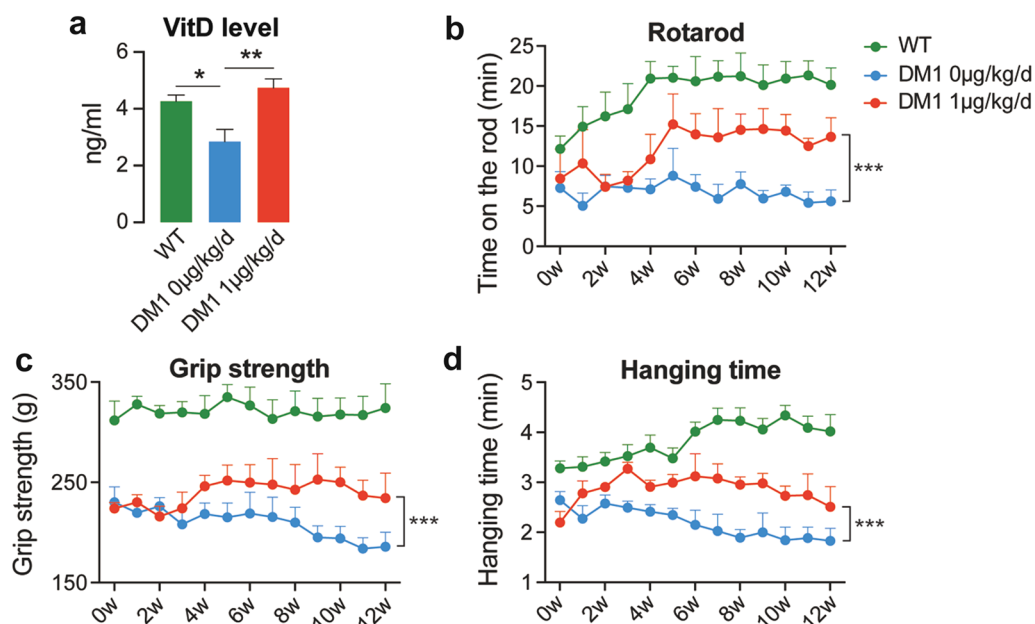 a
VitD level
6
4
2
0
ng/ml
*
**
WT
DM1 0μg/kg/d
DM1 1μg/kg/d
b
Rotarod
25
20
15
10
5
0
Time on the rod (min)
0w
2w
4w
6w
8w
10w
12w
***
WT
DM1 0μg/kg/d
DM1 1μg/kg/d
c
Grip strength
350
250
150
Grip strength (g)
0w
2w
4w
6w
8w
10w
12w
***
d
Hanging time
5
4
3
2
1
Hanging time (min)
0w
2w
4w
6w
8w
10w
12w
***